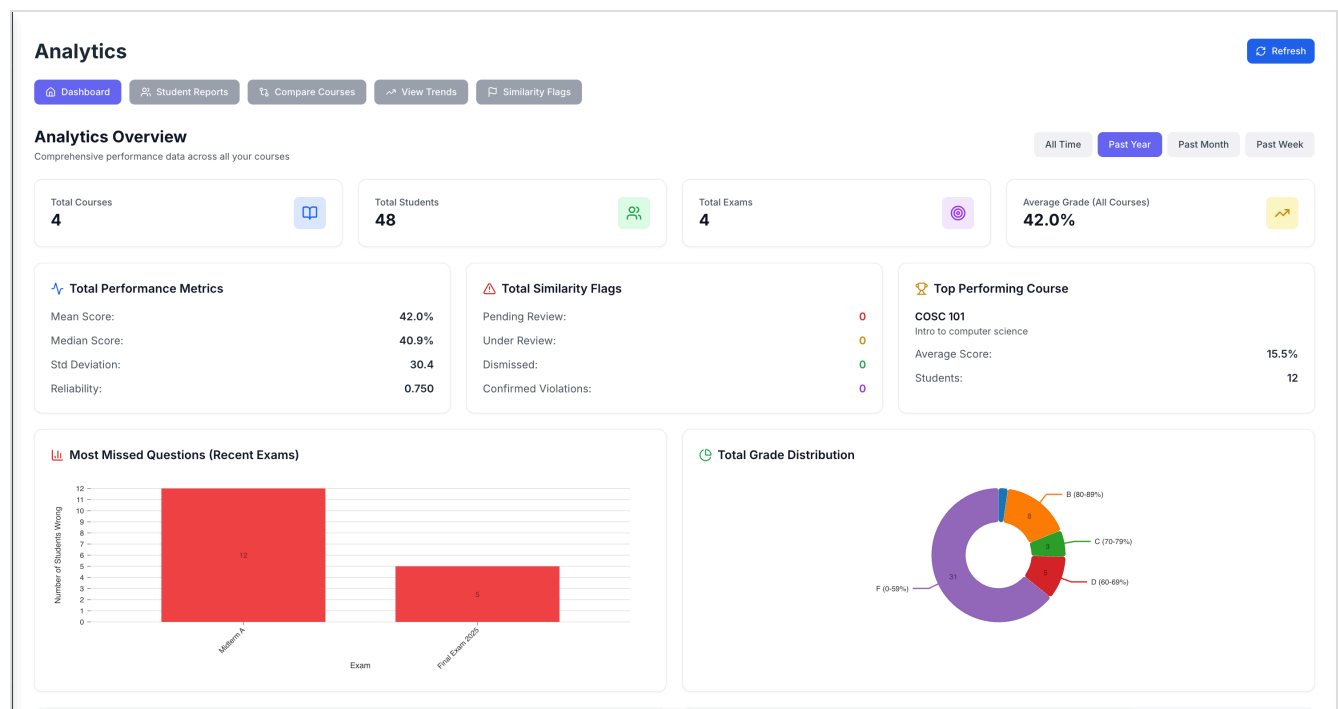 Analytics
Refresh
Dashboard
Student Reports
Compare Courses
View Trends
Similarity Flags
Analytics Overview
Comprehensive performance data across all your courses
All Time
Past Year
Past Month
Past Week
Total Courses
4
Total Students
48
Total Exams
4
Average Grade (All Courses)
42.0%
Total Performance Metrics
Mean Score: 42.0%
Median Score: 40.9%
Std Deviation: 30.4
Reliability: 0.750
Total Similarity Flags
Pending Review: 0
Under Review: 0
Dismissed: 0
Confirmed Violations: 0
Top Performing Course
COSC 101
Intro to computer science
Average Score: 15.5%
Students: 12
Most Missed Questions (Recent Exams)
Number of Students Wrong
12
11
10
9
8
7
6
5
4
3
2
1
0
12
5
Midterm A
Final Exam 2025
Exam
Total Grade Distribution
B (80-89%)
8
C (70-79%)
3
D (60-69%)
5
F (0-59%)
31